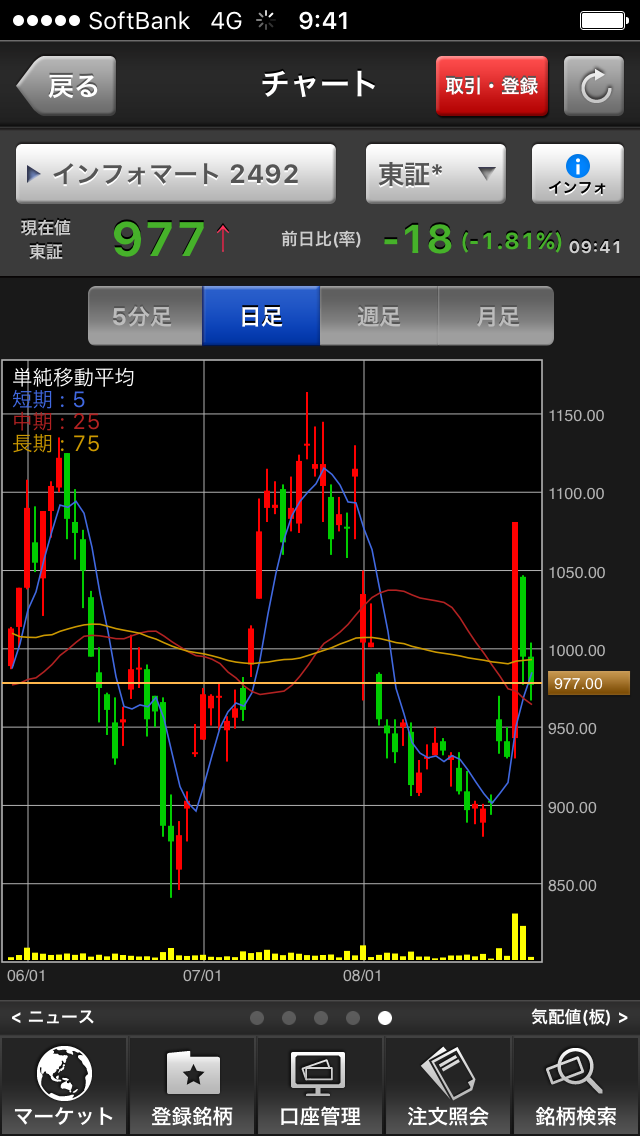 SoftBank 4G 9:41
戻る チャート 取引・登録
インフォマート 2492 東証* インフォ
現在値 東証 977↑ 前日比(率) -18 (-1.81%) 09:41
5分足 日足 週足 月足
単純移動平均
短期 : 5
中期 : 25
長期 : 75
1150.00
1100.00
1050.00
1000.00
977.00
950.00
900.00
850.00
06/01 07/01 08/01
< ニュース 気配値(板) >
マーケット 登録銘柄 口座管理 注文照会 銘柄検索